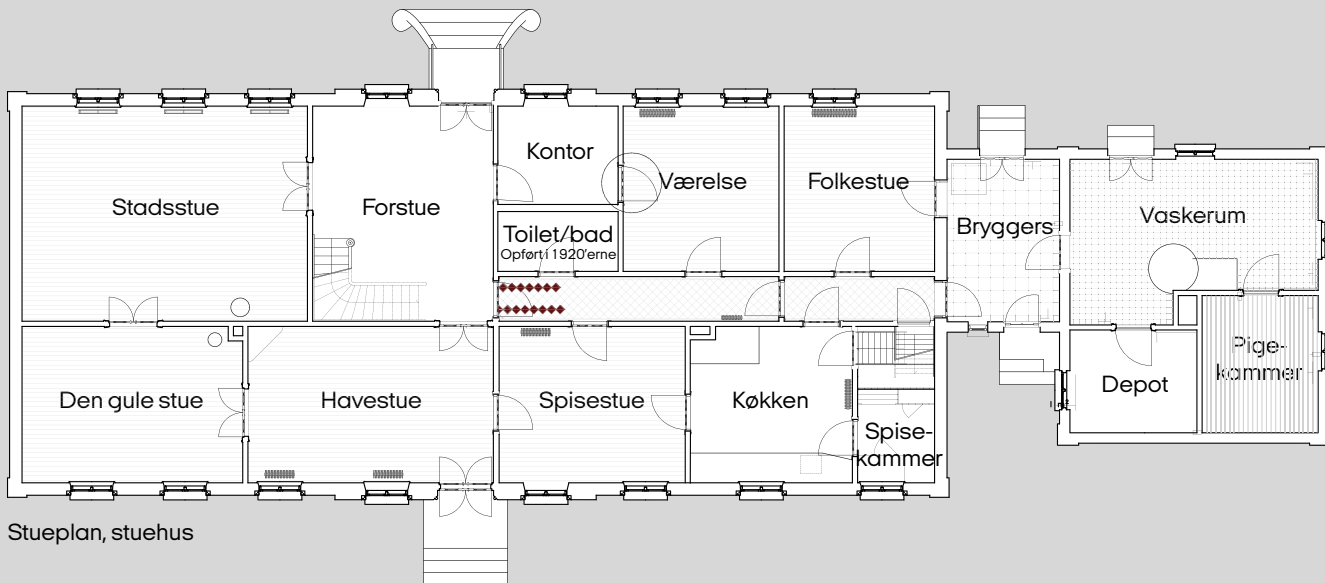 Stadsstue
Forstue
Kontor
Værelse
Folkestue
Toilet/bad
Opført i 1920'erne
Bryggers
Vaskerum
Den gule stue
Havestue
Spisestue
Køkken
Spise-
kammer
Depot
Pige-
kammer
Stueplan, stuehus